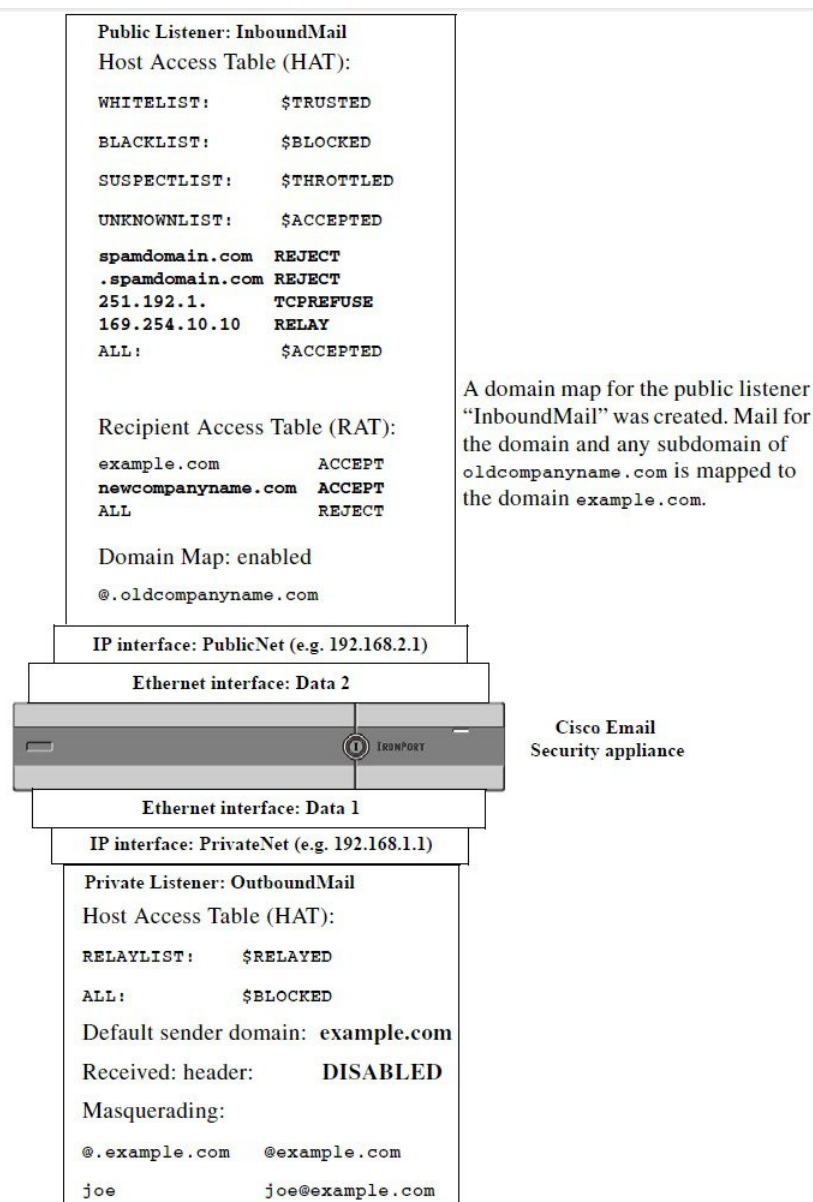 Public Listener: InboundMail
Host Access Table (HAT):
WHITELIST: $TRUSTED
BLACKLIST: $BLOCKED
SUSPECTLIST: $THROTTLED
UNKNOWNLIST: $ACCEPTED
spamdomain.com REJECT
.spamdomain.com REJECT
251.192.1. TCPREFUSE
169.254.10.10 RELAY
ALL: $ACCEPTED
Recipient Access Table (RAT):
example.com ACCEPT
newcompanyname.com ACCEPT
ALL REJECT
Domain Map: enabled
@.oldcompanyname.com
A domain map for the public listener
“InboundMail” was created. Mail for
the domain and any subdomain of
oldcompanyname.com is mapped to
the domain example.com.
IP interface: PublicNet (e.g. 192.168.2.1)
Ethernet interface: Data 2
IRONPORT
Cisco Email
Security appliance
Ethernet interface: Data 1
IP interface: PrivateNet (e.g. 192.168.1.1)
Private Listener: OutboundMail
Host Access Table (HAT):
RELAYLIST: $RELAYED
ALL: $BLOCKED
Default sender domain: example.com
Received: header: DISABLED
Masquerading:
@.example.com @example.com
joe joe@example.com